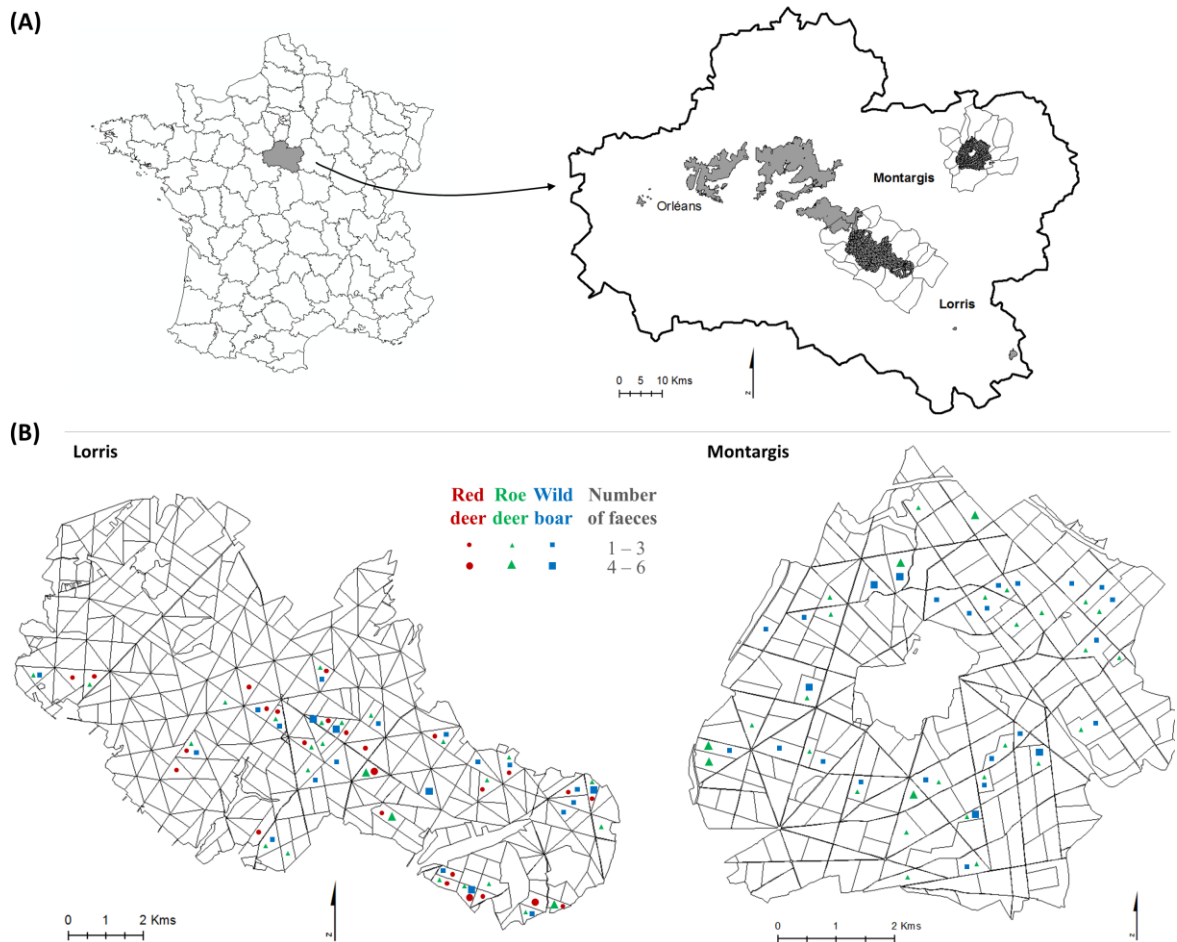 (A)
Montargis
Orléans
Lorris
0 5 10 Kms
z
(B)
Lorris
Montargis
Red Roe Wild Number
deer deer boar of faeces
1 – 3
4 – 6
0 1 2 Kms
z
0 1 2 Kms
z